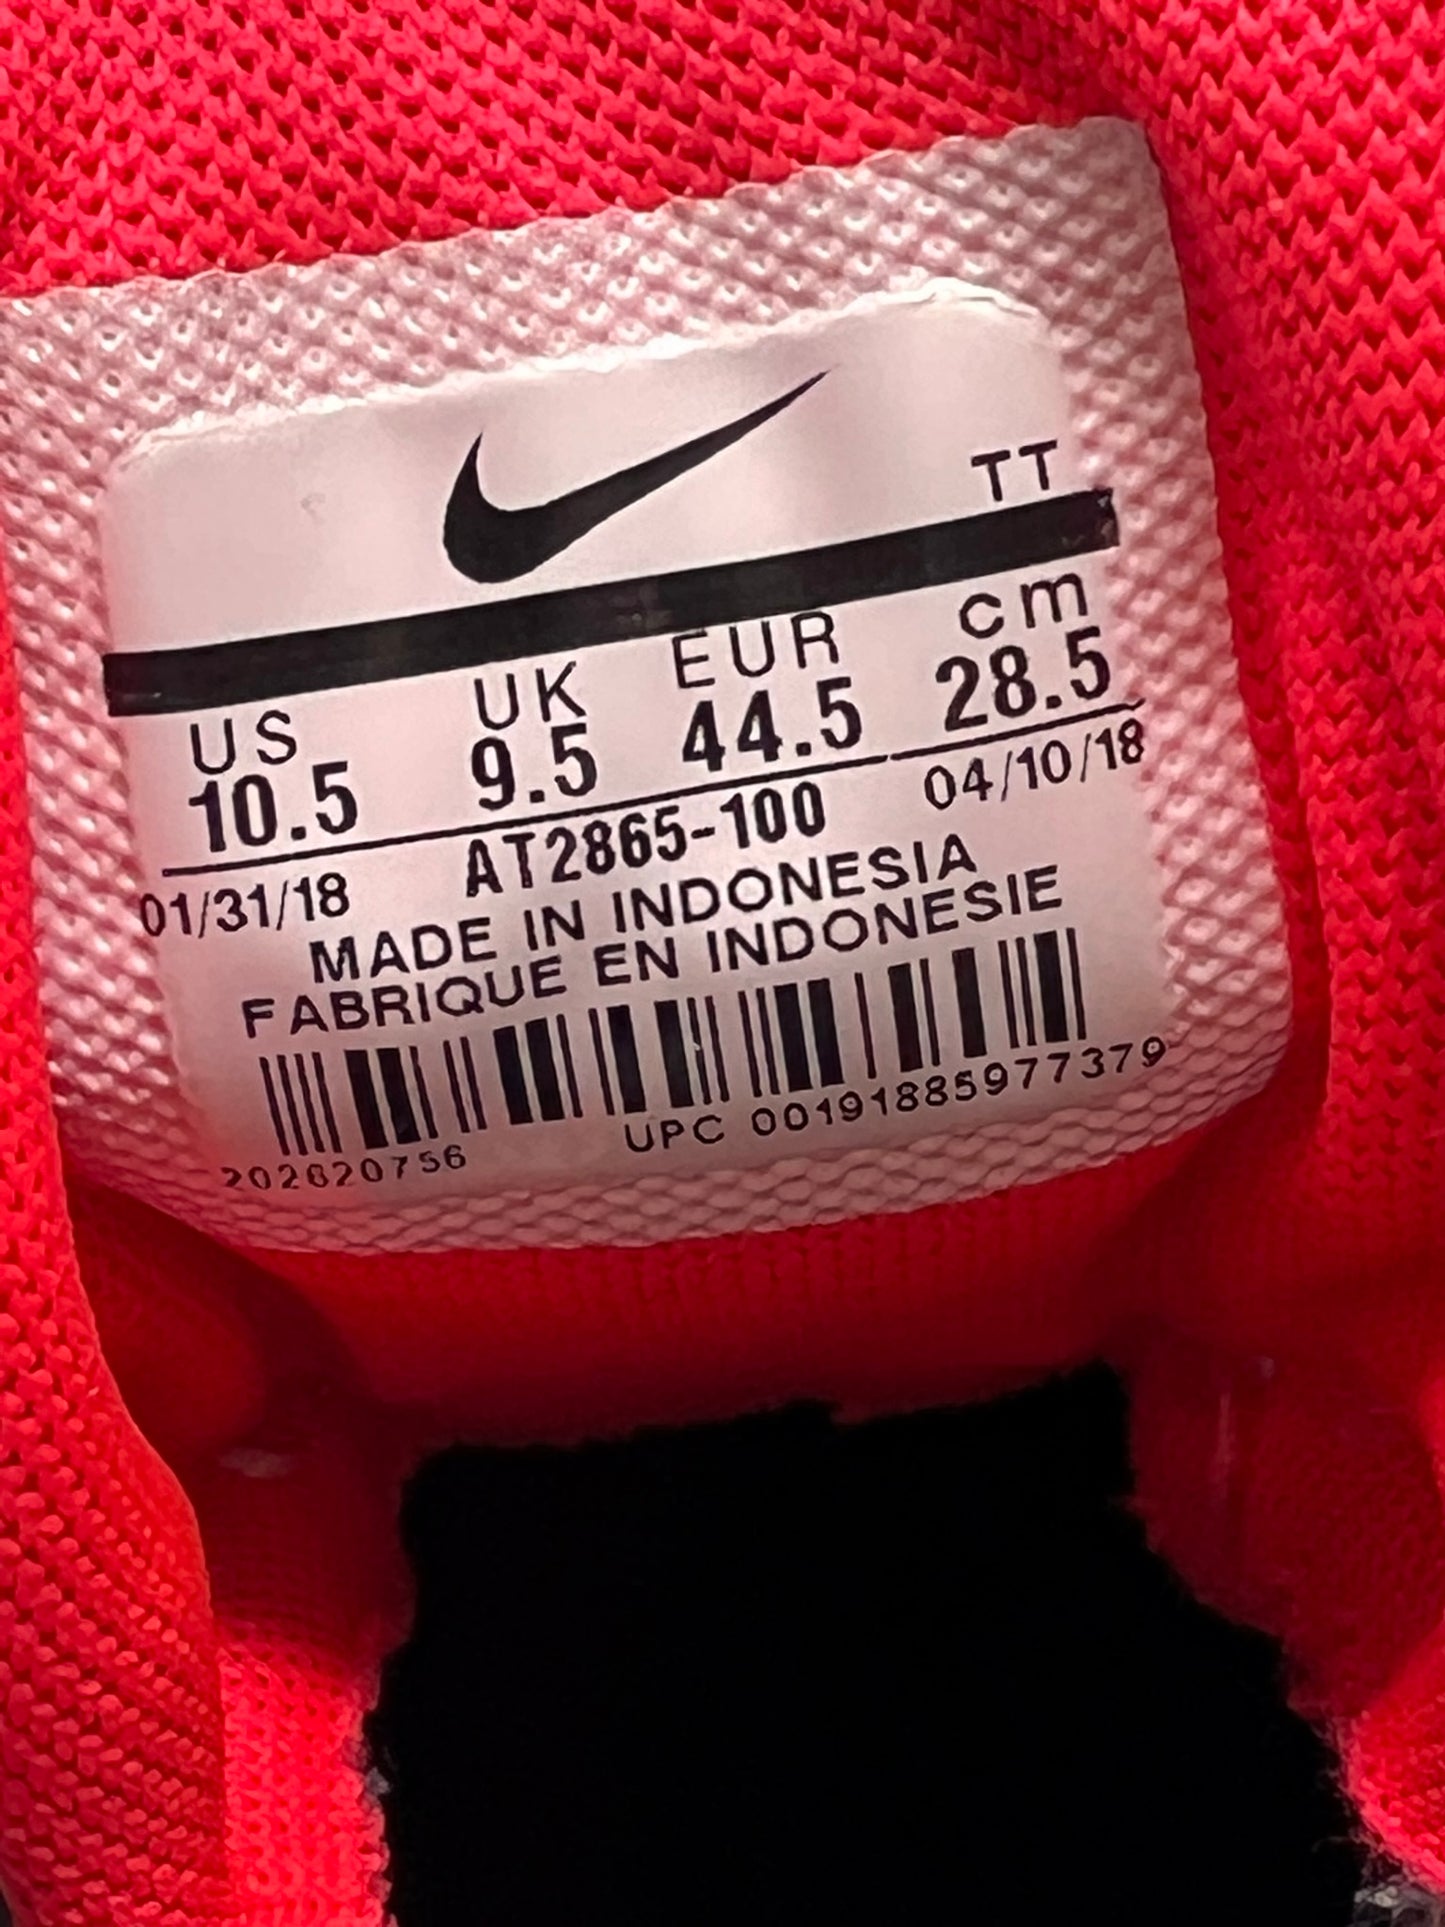 TT
US UK EUR cm
10.5 9.5 44.5 28.5
01/31/18 AT2865-100 04/10/18
MADE IN INDONESIA
FABRIQUE EN INDONESIE
202620756 UPC 00191885977379